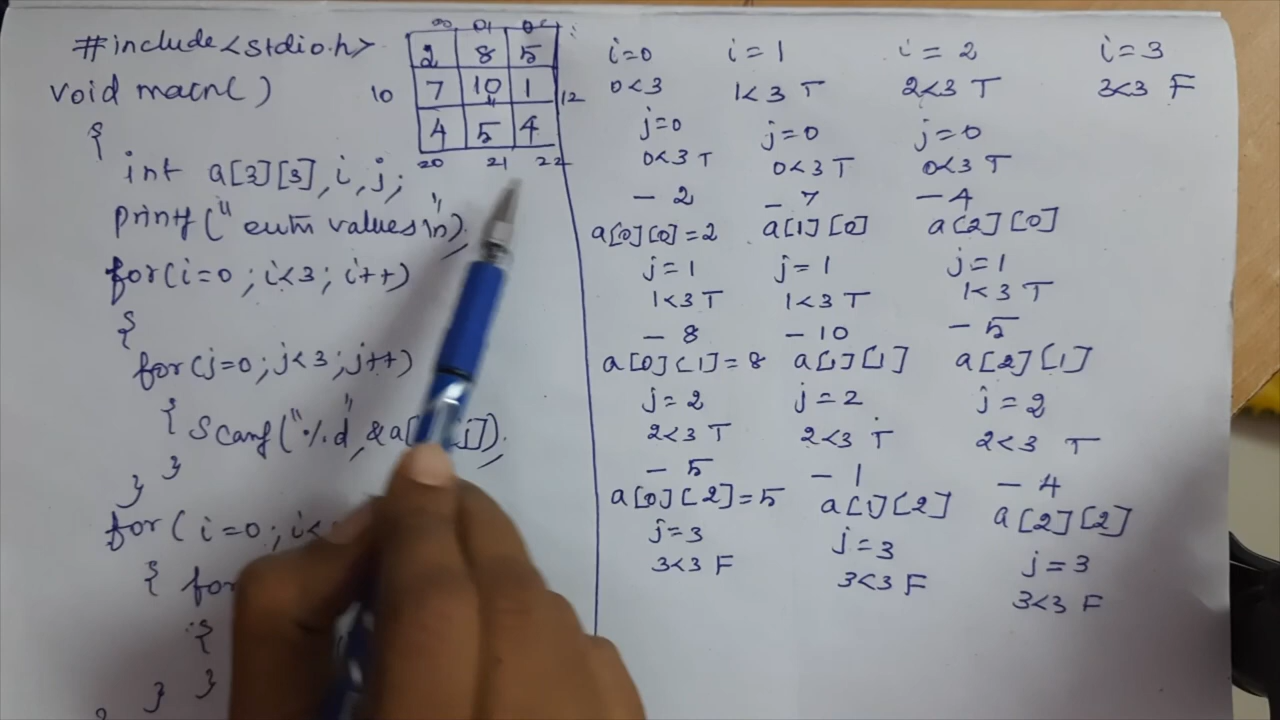 #include<stdio.h>
void main( )
{
int a[3][3], i, j;
printf("
values \n");
for(i=0; i<3; i++)
{
for(j=0; j<3; j++)
{ scanf("%d", &a[
j]);
} }
for( i=0; i<
{ for
{
} }
00 01
2 8 5
10 7 10 1 12
11
4 5 4
20 21 22
i=0
0<3
j=0
0<3 T
- 2
a[0][0]=2
j=1
1<3 T
- 8
a[0][1]=8
j=2
2<3 T
- 5
a[0][2]=5
j=3
3<3 F
i=1
1<3 T
j=0
0<3 T
- 7
a[1][0]
j=1
1<3 T
- 10
a[1][1]
j=2
2<3 T
- 1
a[1][2]
j=3
3<3 F
i=2
2<3 T
j=0
0<3 T
- 4
a[2][0]
j=1
1<3 T
- 5
a[2][1]
j=2
2<3 T
- 4
a[2][2]
j=3
3<3 F
i=3
3<3 F